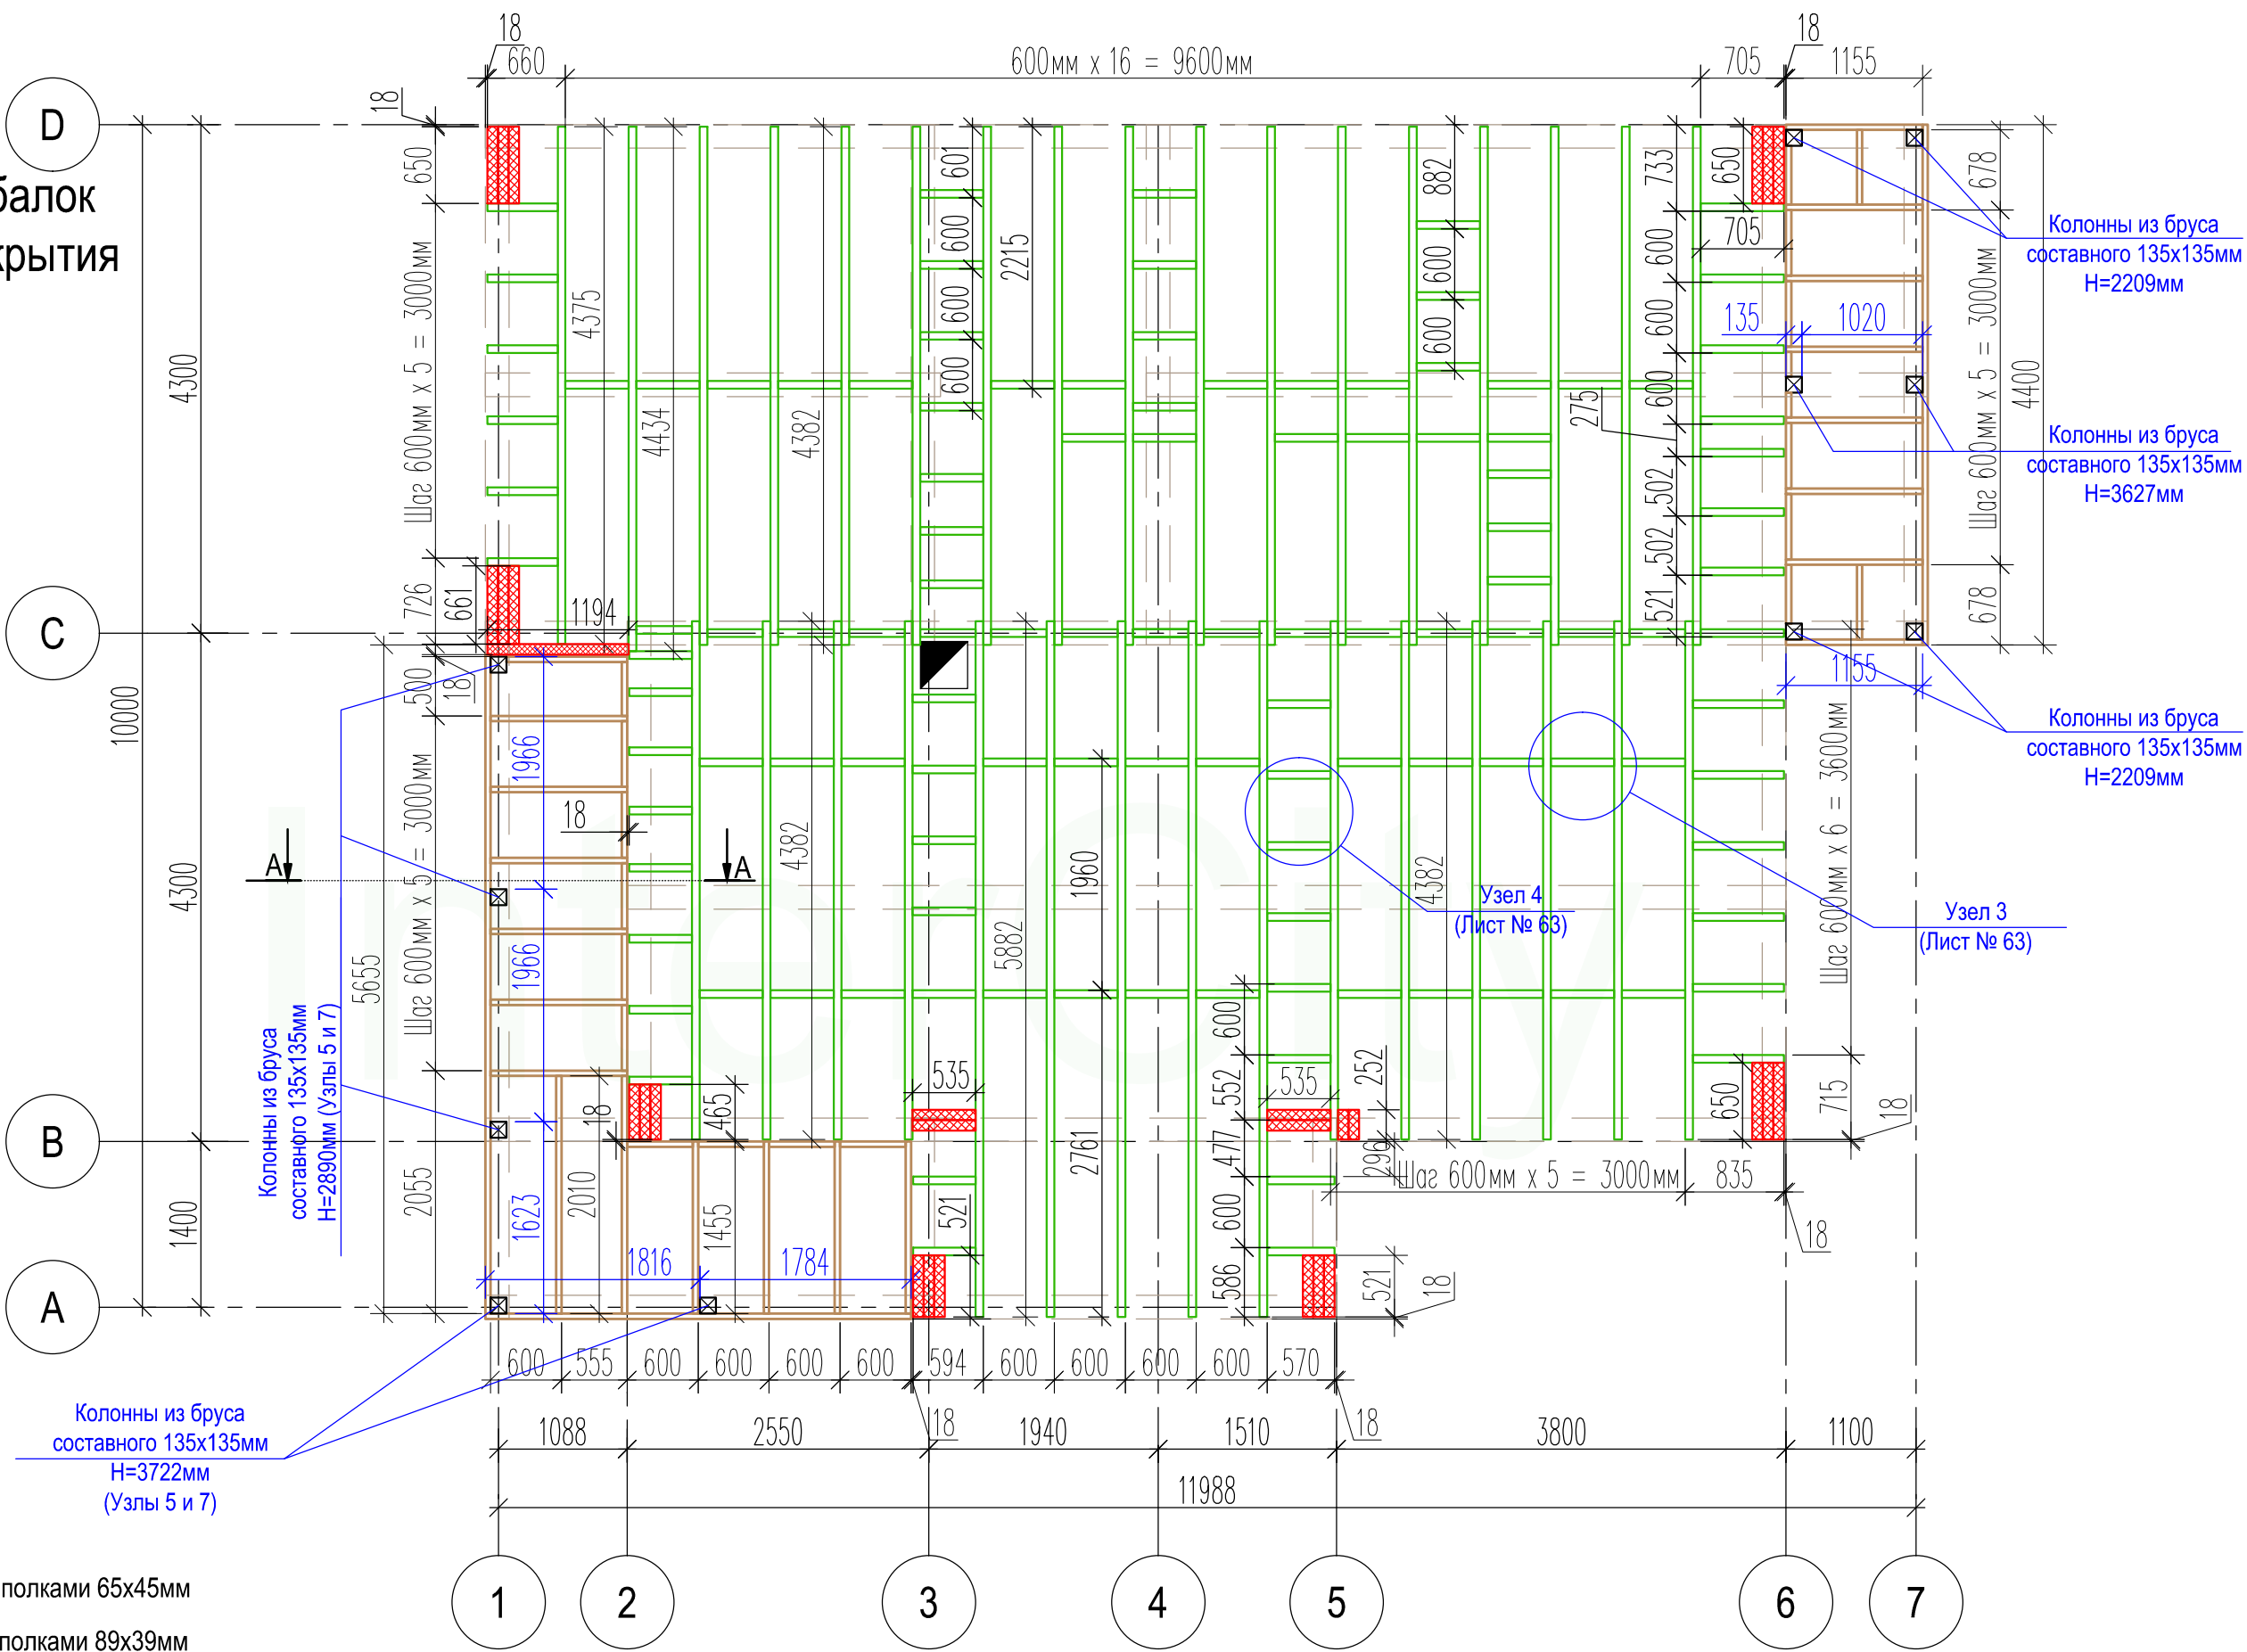 18
660
600мм x 16 = 9600мм
705
18
1155
18
D
балок
крытия
650
601
882
733
650
678
Колонны из бруса
составного 135x135мм
H=2209мм
600
600
2215
600
600
705
Шаг 600мм x 5 = 3000мм
4375
600
600
600
135
1020
Шаг 600мм x 5 = 3000мм
4300
4434
4382
600
275
600
4400
Колонны из бруса
составного 135x135мм
H=3627мм
502
502
726
661
1194
521
678
C
10000
500
18
1155
Колонны из бруса
составного 135x135мм
H=2209мм
1966
Шаг 600мм x 5 = 3000мм
18
4382
1960
4382
Шаг 600мм x 6 = 3600мм
A
A
4300
Узел 4
(Лист № 63)
Узел 3
(Лист № 63)
InterCity
5655
1966
5882
Колонны из бруса
составного 135x135мм
H=2890мм (Узлы 5 и 7)
600
535
552
535
252
18
465
650
715
18
B
2761
477
296
2055
2010
Шаг 600мм x 5 = 3000мм
835
1400
1623
1455
521
600
18
1816
1784
586
521
18
A
600
555
600
600
600
600
594
600
600
600
600
570
Колонны из бруса
составного 135x135мм
H=3722мм
(Узлы 5 и 7)
18
18
1088
2550
1940
1510
3800
1100
11988
полками 65x45мм
полками 89x39мм
1
2
3
4
5
6
7